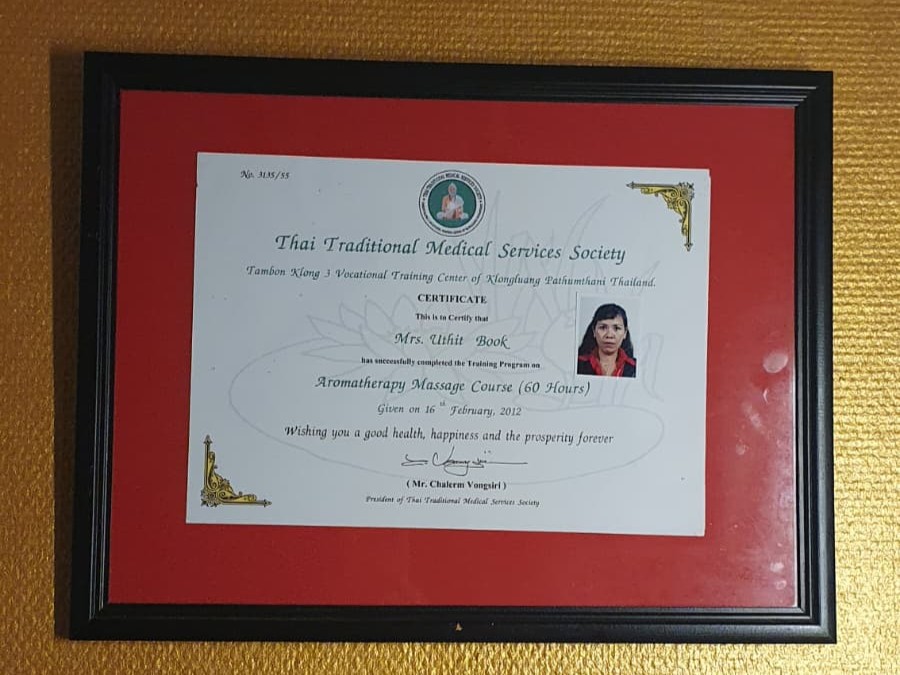 No. 3135/55
Thai Traditional Medical Services Society
Tambon Klong 3 Vocational Training Center of Klongluang Pathumthani Thailand.
CERTIFICATE
This is to Certify that
Mrs. Uthit Book
has successfully completed the Training Program on
Aromatherapy Massage Course (60 Hours)
Given on 16th February, 2012
Wishing you a good health, happiness and the prosperity forever
( Mr. Chalerm Vongsiri )
President of Thai Traditional Medical Services Society